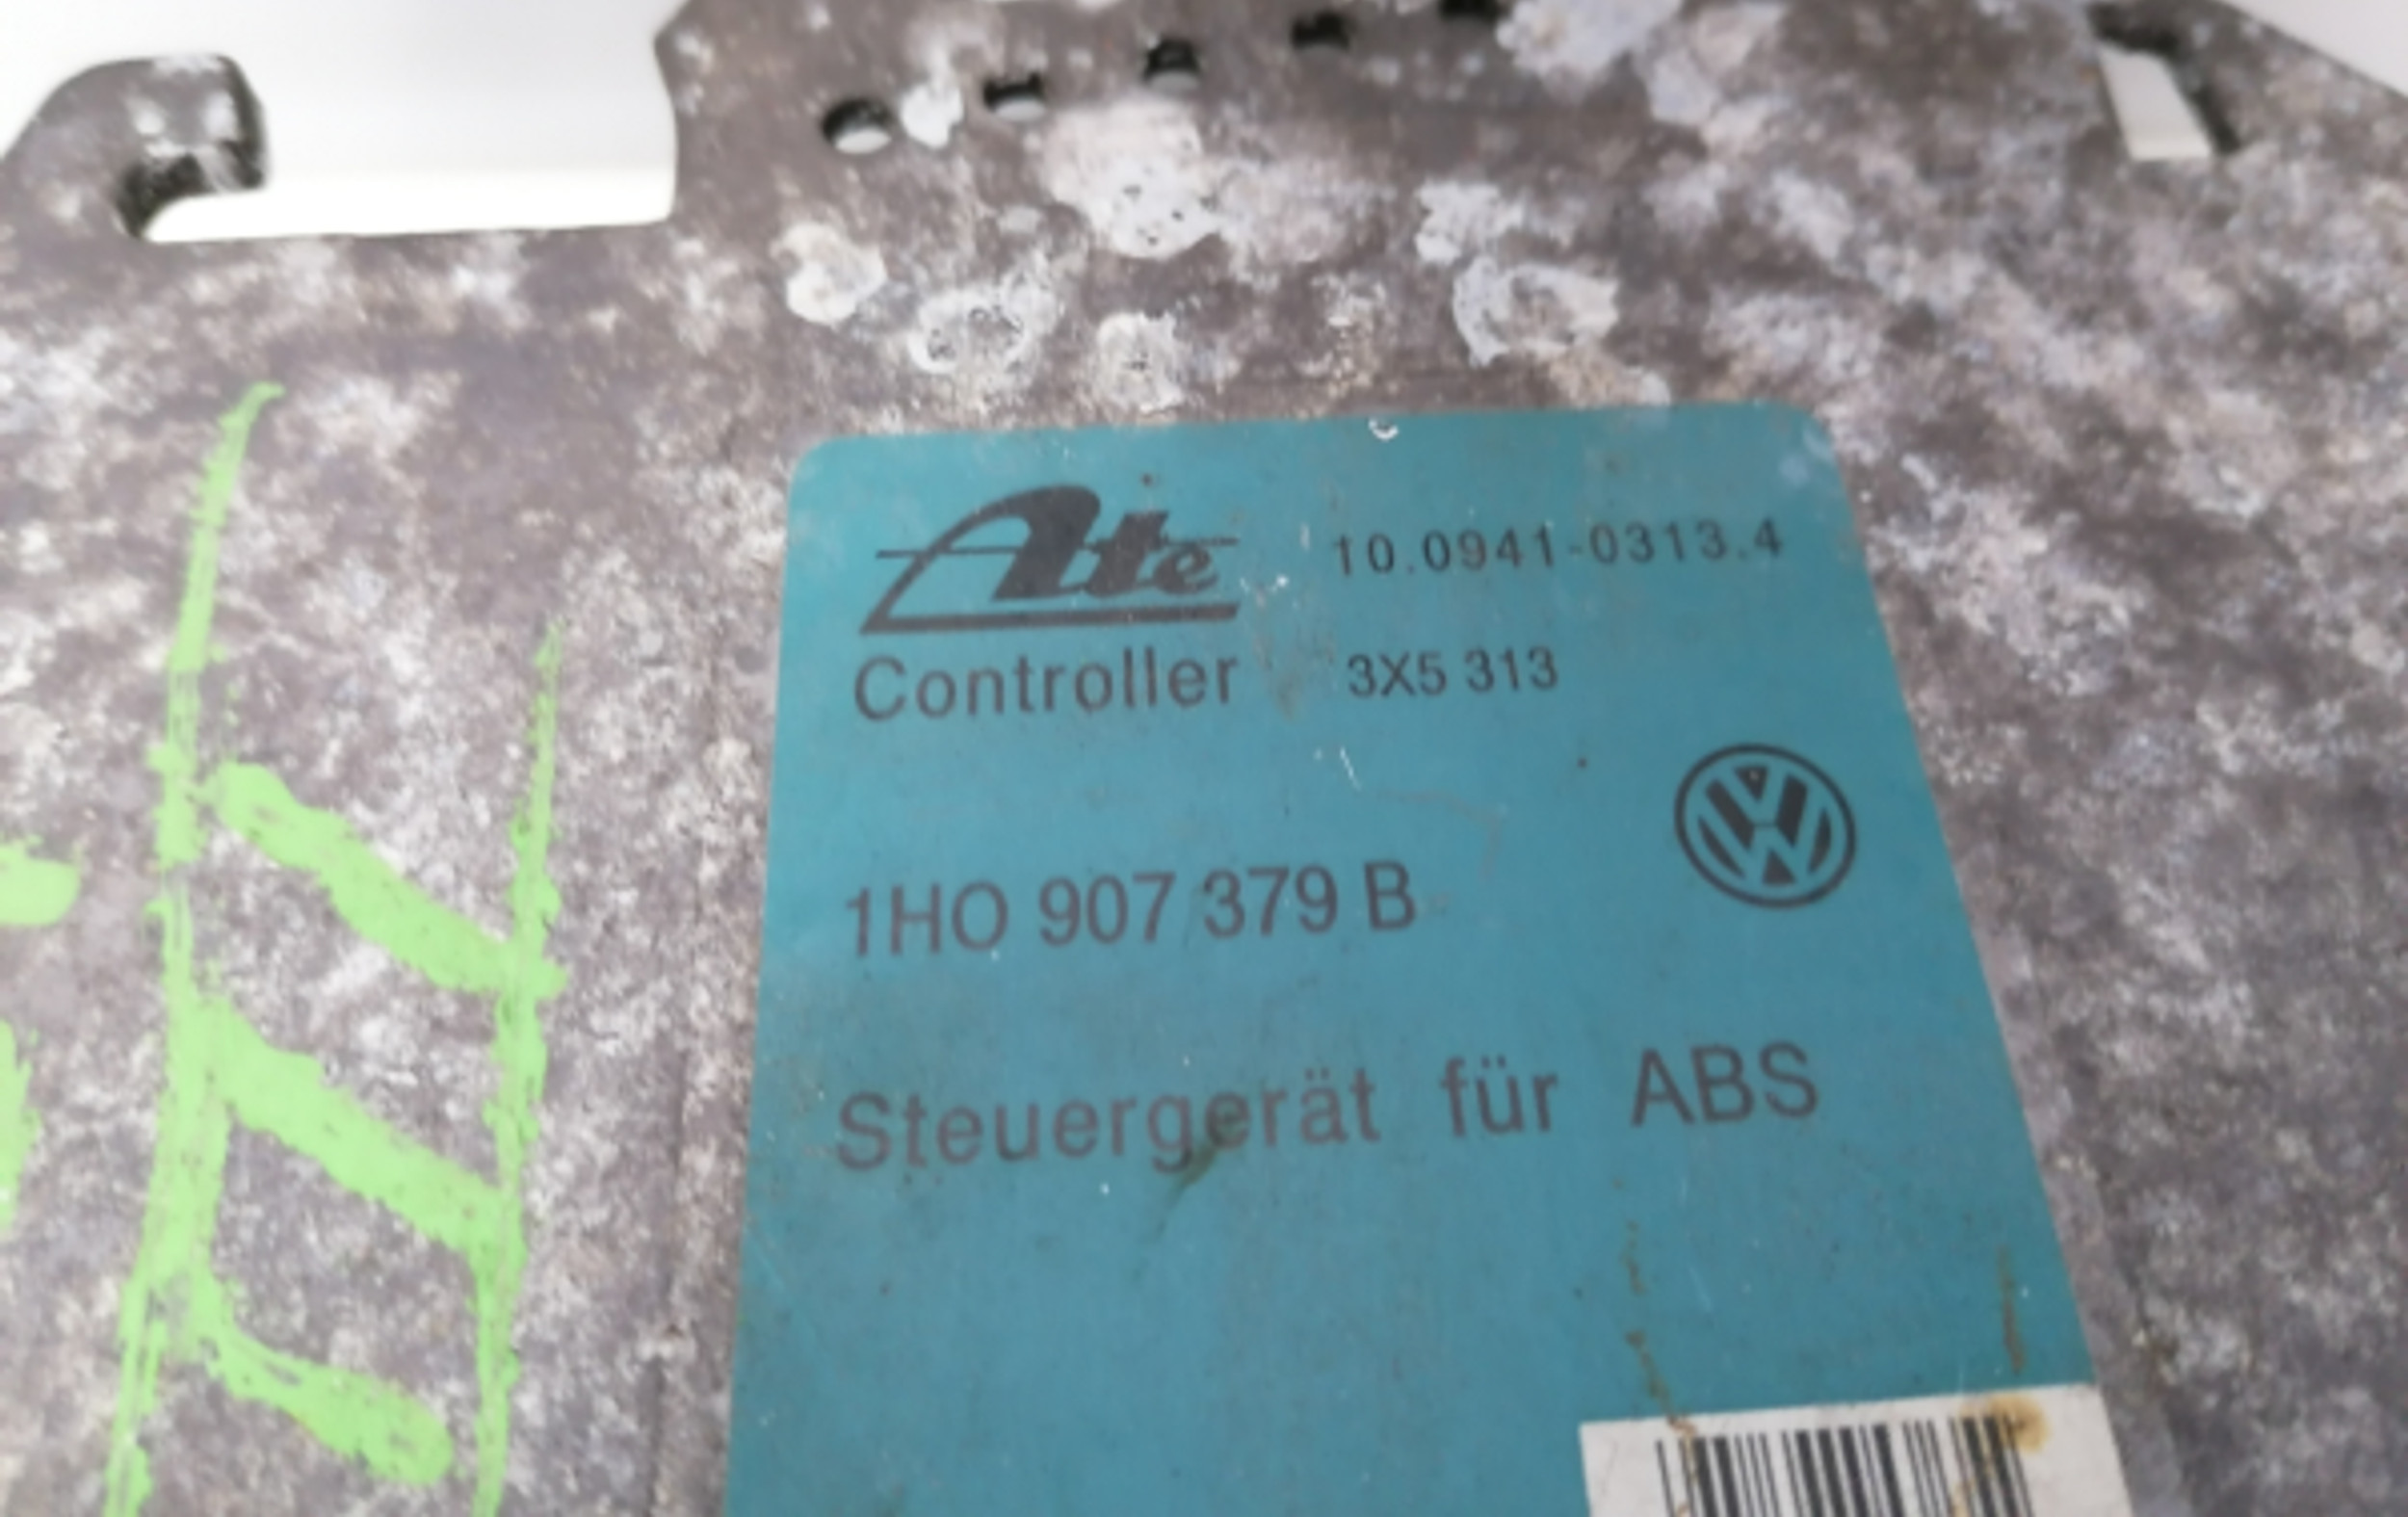 Ate 10.0941-0313.4
Controller 3X5 313
1HO 907 379 B
Steuergerät für ABS